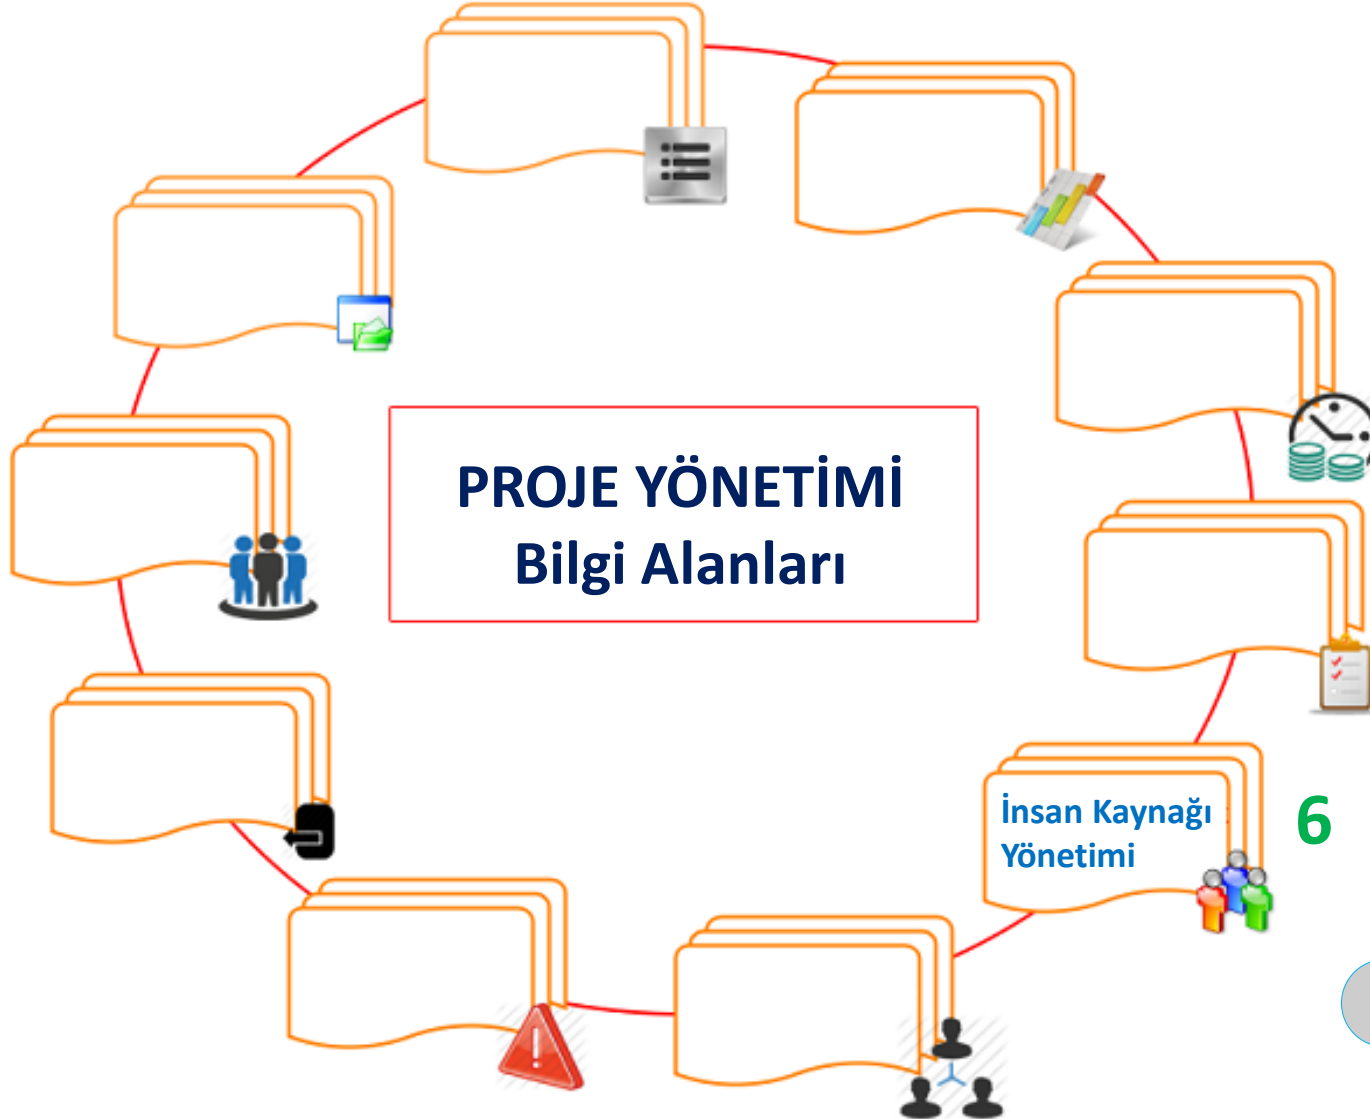 PROJE YÖNETİMİ
Bilgi Alanları
İnsan Kaynağı
Yönetimi
6